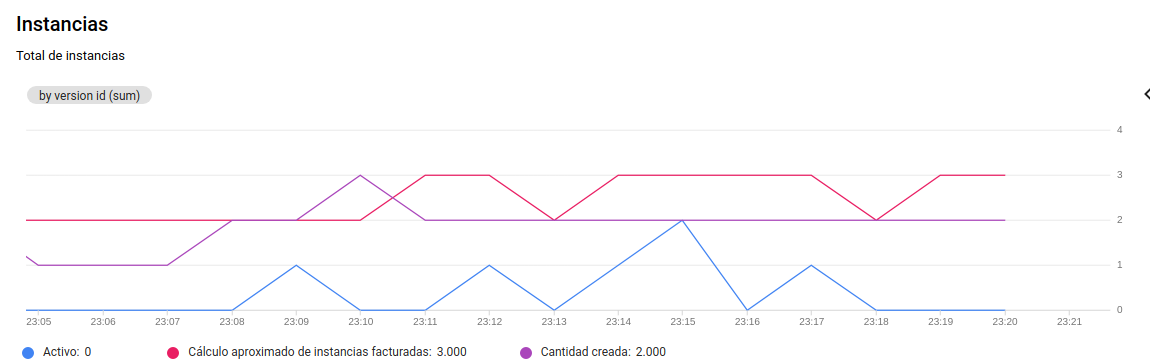 Instancias
Total de instancias
by version id (sum)
4
3
2
1
0
23:05 23:06 23:07 23:08 23:09 23:10 23:11 23:12 23:13 23:14 23:15 23:16 23:17 23:18 23:19 23:20 23:21
Activo: 0 Cálculo aproximado de instancias facturadas: 3.000 Cantidad creada: 2.000